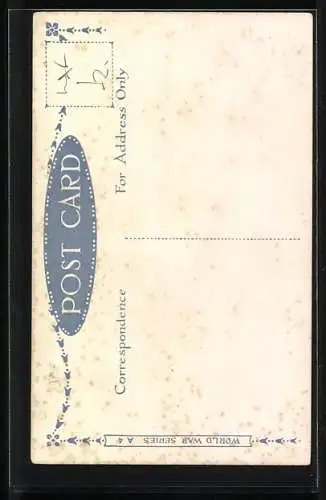 POST CARD
Correspondence
For Address Only
WORLD WAR SERIES A 4